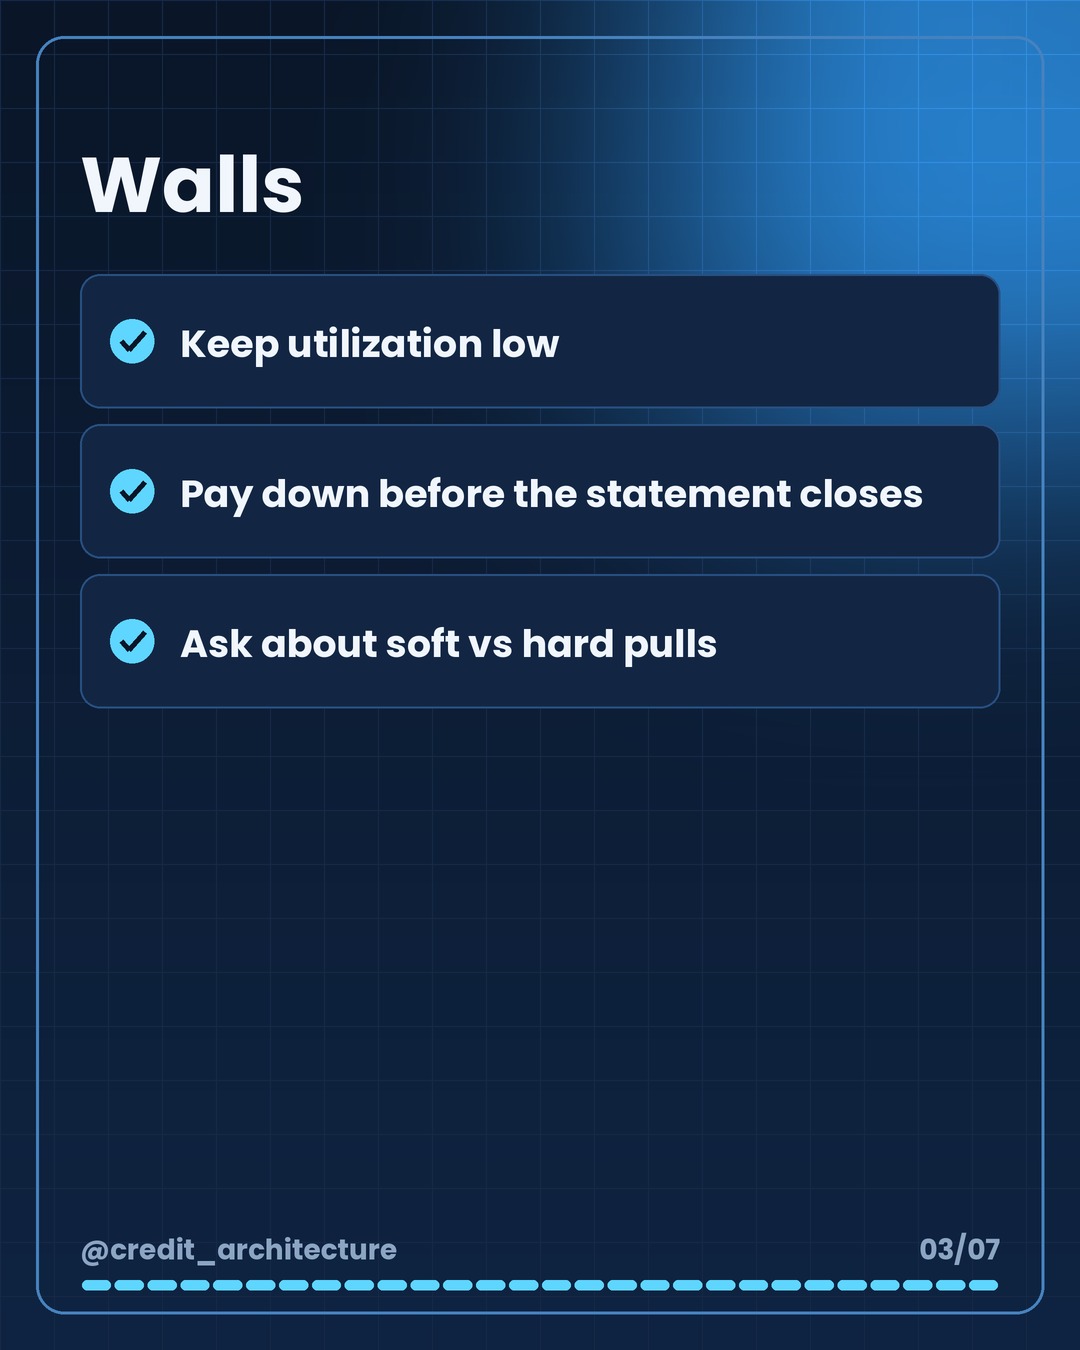 Walls
Keep utilization low
Pay down before the statement closes
Ask about soft vs hard pulls
@credit_architecture
03/07